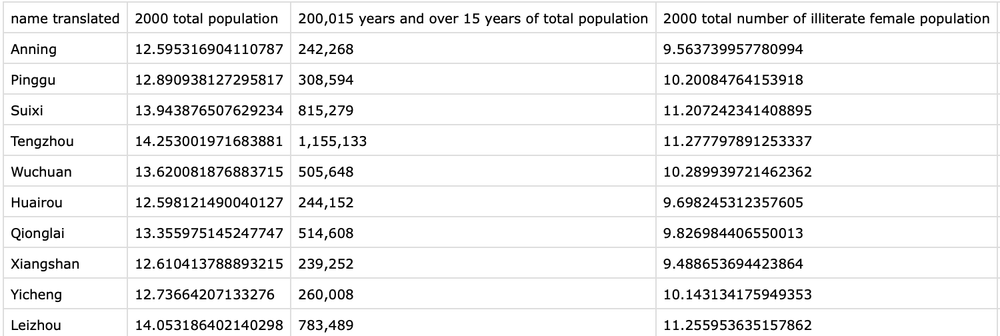 name translated 2000 total population 200,015 years and over 15 years of total population 2000 total number of illiterate female population
Anning 12.595316904110787 242,268 9.563739957780994
Pinggu 12.890938127295817 308,594 10.20084764153918
Suixi 13.943876507629234 815,279 11.207242341408895
Tengzhou 14.253001971683881 1,155,133 11.277797891253337
Wuchuan 13.620081876883715 505,648 10.289939721462362
Huairou 12.598121490040127 244,152 9.698245312357605
Qionglai 13.355975145247747 514,608 9.826984406550013
Xiangshan 12.610413788893215 239,252 9.488653694423864
Yicheng 12.73664207133276 260,008 10.143134175949353
Leizhou 14.053186402140298 783,489 11.255953635157862